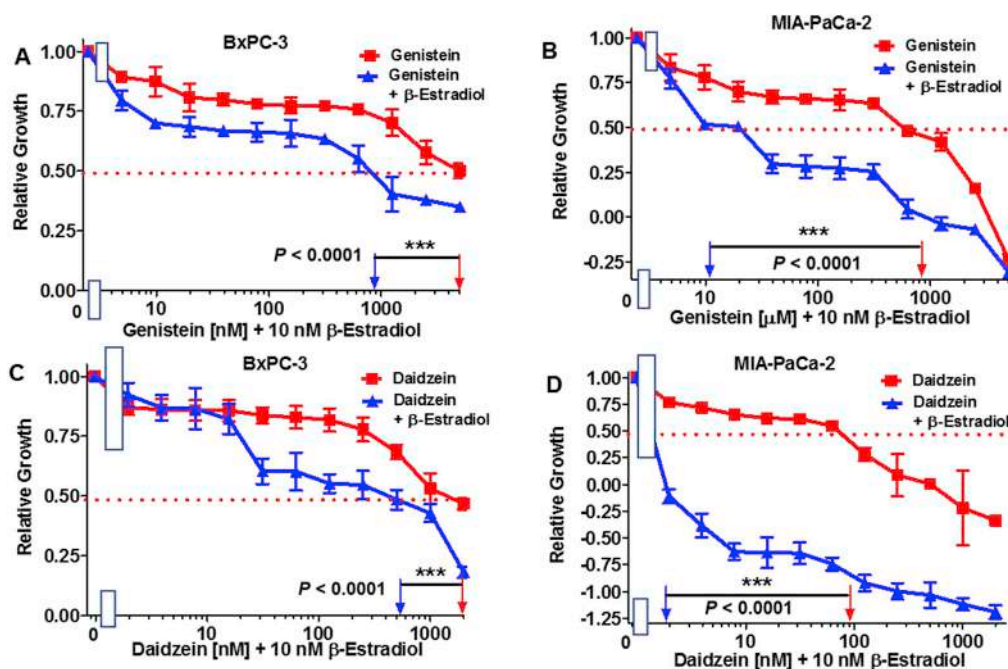 A
BxPC-3
Genistein
Genistein
+ β-Estradiol
Relative Growth
1.00
0.75
0.50
0.25
0.00
P < 0.0001
***
0
10
100
1000
Genistein [nM] + 10 nM β-Estradiol
B
MIA-PaCa-2
Genistein
Genistein
+ β-Estradiol
Relative Growth
1.00
0.75
0.50
0.25
0.00
-0.25
***
P < 0.0001
0
10
100
1000
Genistein [µM] + 10 nM β-Estradiol
C
BxPC-3
Daidzein
Daidzein
+ β-Estradiol
Relative Growth
1.00
0.75
0.50
0.25
0.00
P < 0.0001
***
0
10
100
1000
Daidzein [nM] + 10 nM β-Estradiol
D
MIA-PaCa-2
Daidzein
Daidzein
+ β-Estradiol
Relative Growth
1.00
0.75
0.50
0.25
0.00
-0.25
-0.50
-0.75
-1.00
-1.25
***
P < 0.0001
0
10
100
1000
Daidzein [nM] + 10 nM β-Estradiol